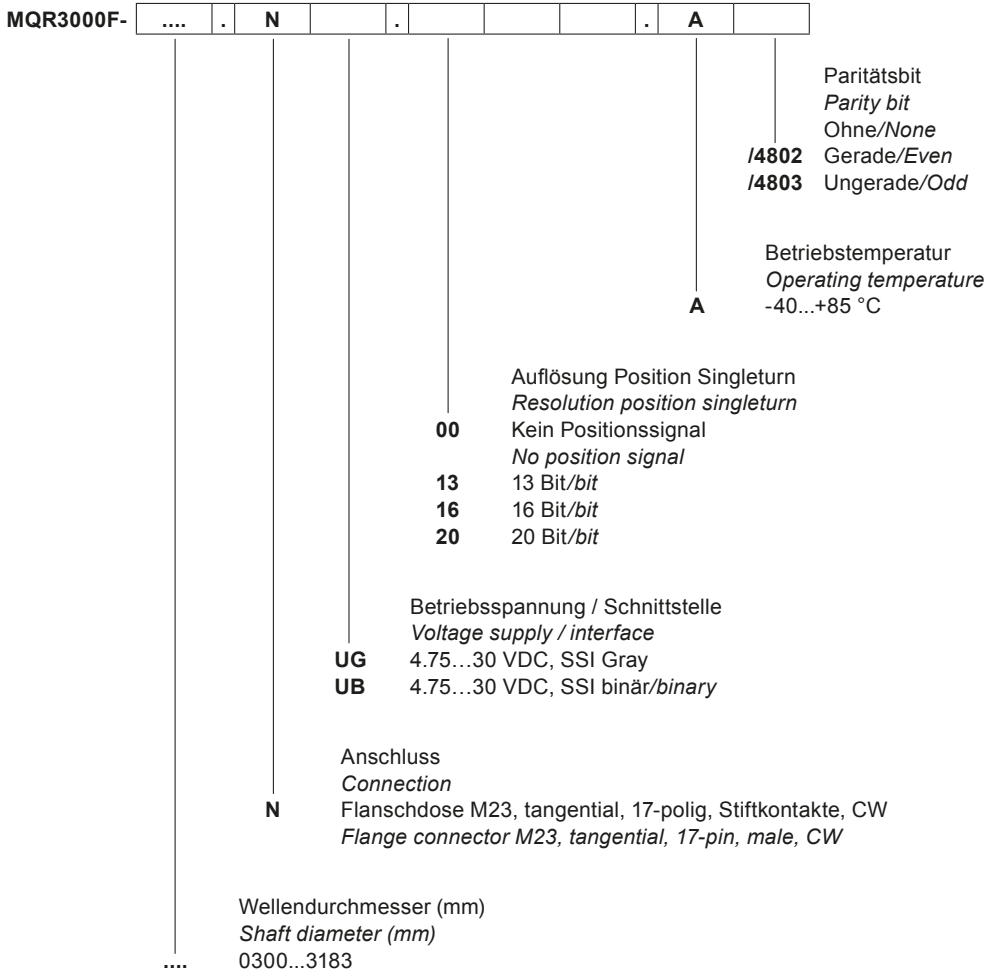 MQR3000F- .... . N . . A
Paritätsbit
Parity bit
Ohne/None
/4802 Gerade/Even
/4803 Ungerade/Odd
Betriebstemperatur
Operating temperature
A -40...+85 °C
Auflösung Position Singleturn
Resolution position singleturn
00 Kein Positionssignal
No position signal
13 13 Bit/bit
16 16 Bit/bit
20 20 Bit/bit
Betriebsspannung / Schnittstelle
Voltage supply / interface
UG 4.75…30 VDC, SSI Gray
UB 4.75…30 VDC, SSI binär/binary
Anschluss
Connection
N Flanschdose M23, tangential, 17-polig, Stiftkontakte, CW
Flange connector M23, tangential, 17-pin, male, CW
Wellendurchmesser (mm)
Shaft diameter (mm)
.... 0300...3183